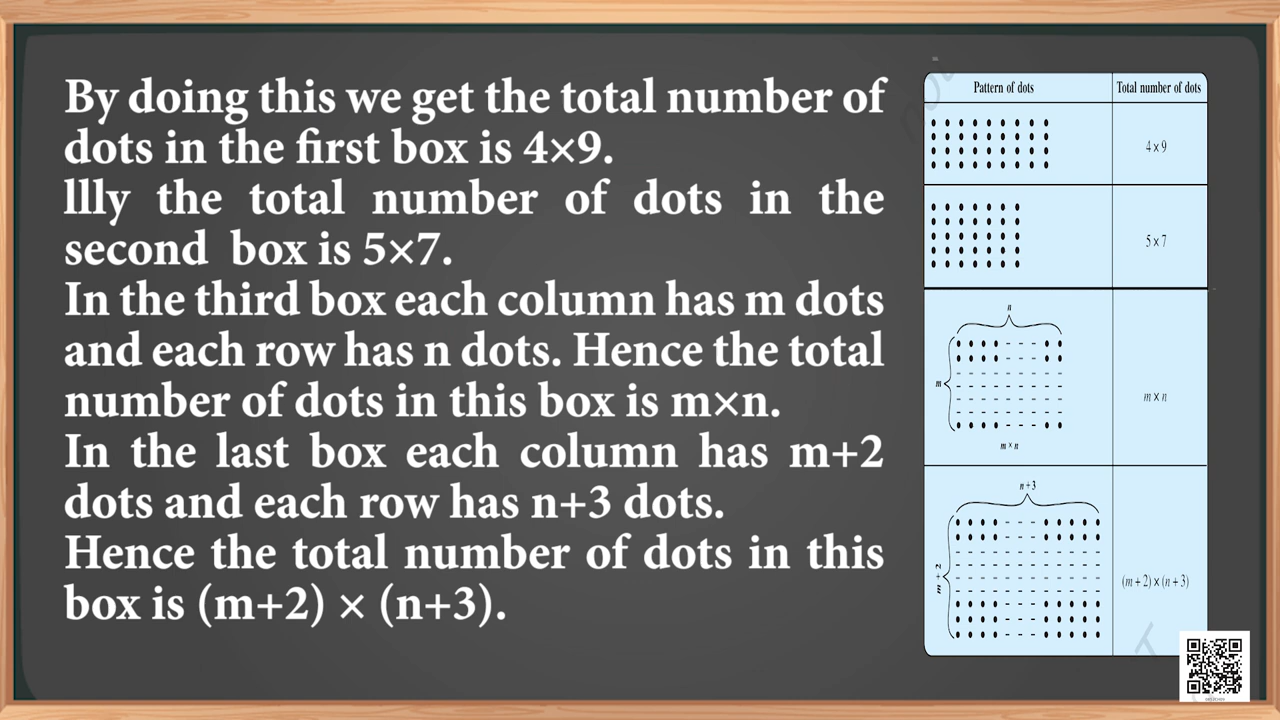 By doing this we get the total number of
dots in the first box is 4×9.
llly the total number of dots in the
second box is 5×7.
In the third box each column has m dots
and each row has n dots. Hence the total
number of dots in this box is m×n.
In the last box each column has m+2
dots and each row has n+3 dots.
Hence the total number of dots in this
box is (m+2) × (n+3).
Pattern of dots Total number of dots
4 × 9
5 × 7
n
m
m × n
m × n
n+3
m + 2
(m + 2) × (n + 3)